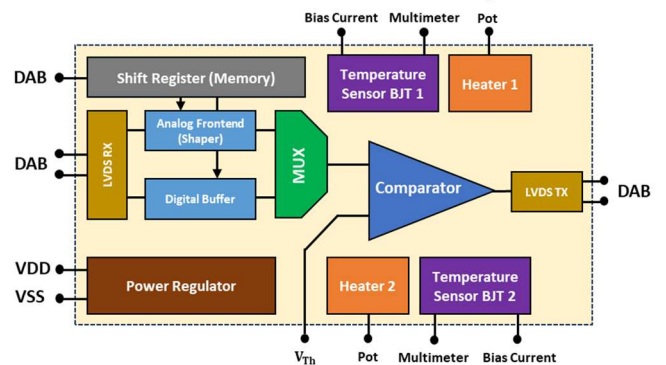 Bias Current Multimeter Pot
DAB
Shift Register (Memory)
Temperature
Sensor BJT 1
Heater 1
Analog Frontend
(Shaper)
DAB
LVDS RX
MUX
Digital Buffer
Comparator
LVDS TX
DAB
VDD
VSS
Power Regulator
Heater 2
Temperature
Sensor BJT 2
VTh
Pot
Multimeter
Bias Current